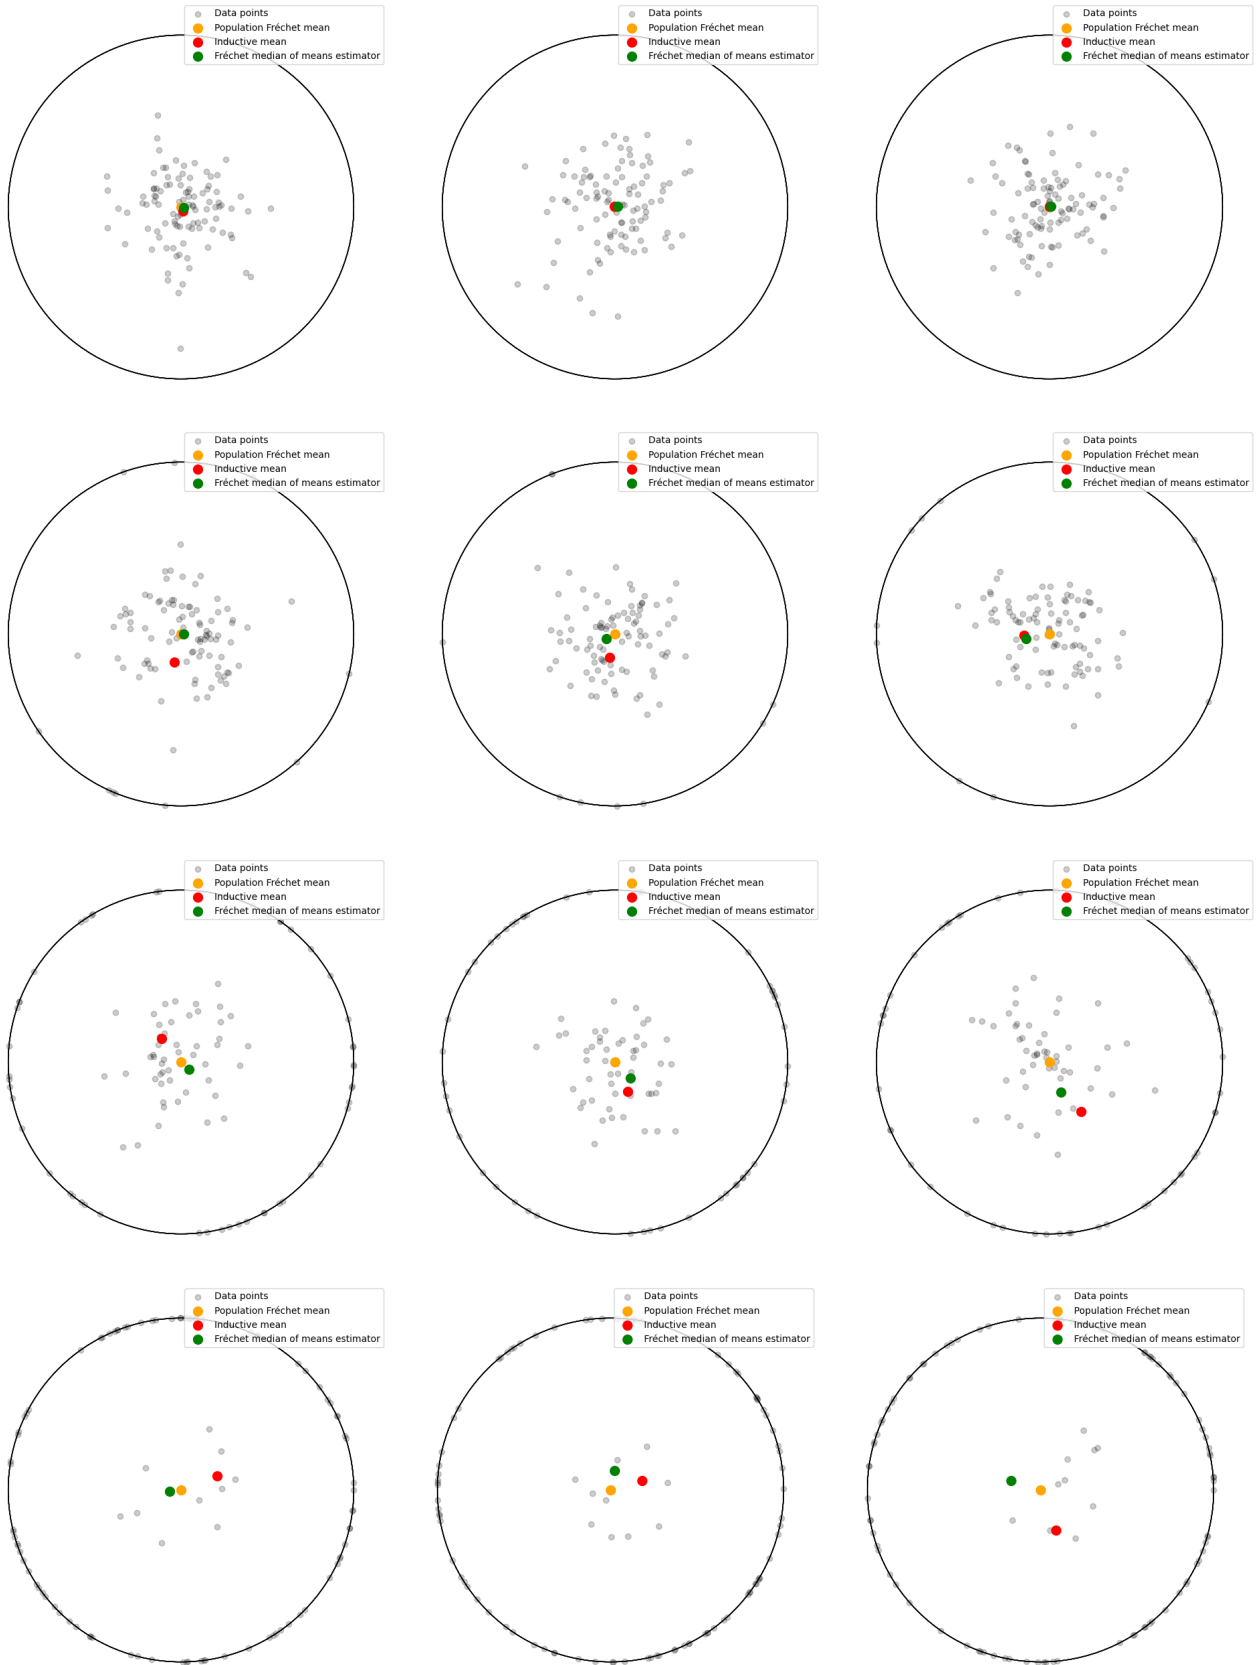 Data points
Population Fréchet mean
Inductive mean
Fréchet median of means estimator
Data points
Population Fréchet mean
Inductive mean
Fréchet median of means estimator
Data points
Population Fréchet mean
Inductive mean
Fréchet median of means estimator
Data points
Population Fréchet mean
Inductive mean
Fréchet median of means estimator
Data points
Population Fréchet mean
Inductive mean
Fréchet median of means estimator
Data points
Population Fréchet mean
Inductive mean
Fréchet median of means estimator
Data points
Population Fréchet mean
Inductive mean
Fréchet median of means estimator
Data points
Population Fréchet mean
Inductive mean
Fréchet median of means estimator
Data points
Population Fréchet mean
Inductive mean
Fréchet median of means estimator
Data points
Population Fréchet mean
Inductive mean
Fréchet median of means estimator
Data points
Population Fréchet mean
Inductive mean
Fréchet median of means estimator
Data points
Population Fréchet mean
Inductive mean
Fréchet median of means estimator